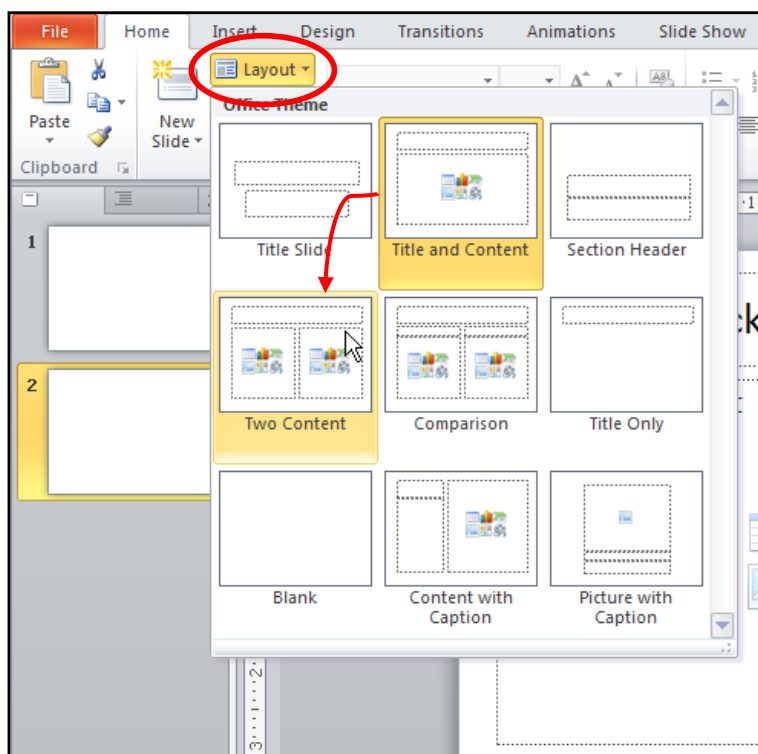 File Home Insert Design Transitions Animations Slide Show
Layout
Paste
New
Slide
Clipboard
Office Theme
Title Slide Title and Content Section Header
1
Two Content Comparison Title Only
2
Blank Content with
Caption Picture with
Caption